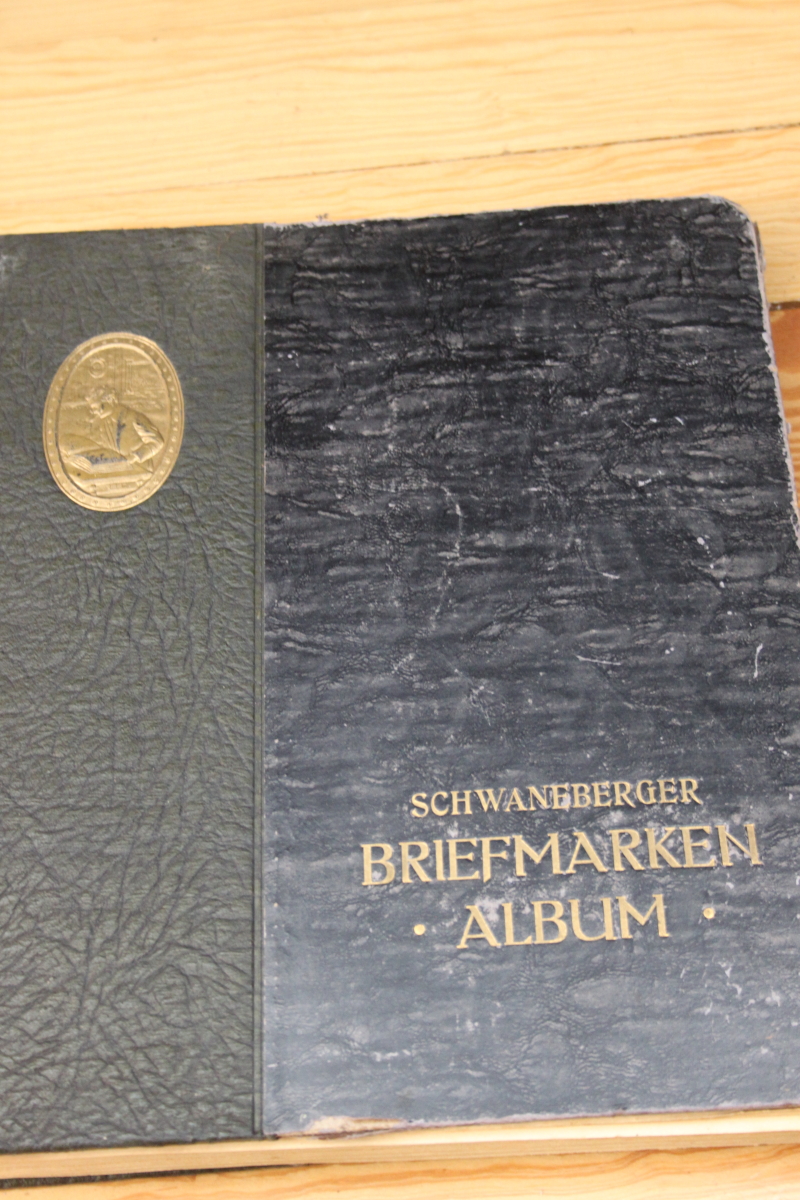 SCHWANEBERGER
BRIEFMARKEN
• ALBUM •